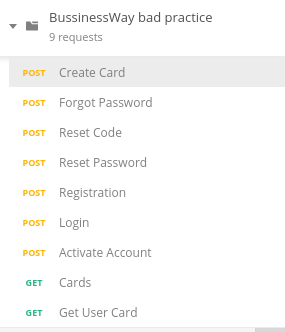 BussinessWay bad practice
9 requests
POST Create Card
POST Forgot Password
POST Reset Code
POST Reset Password
POST Registration
POST Login
POST Activate Account
GET Cards
GET Get User Card